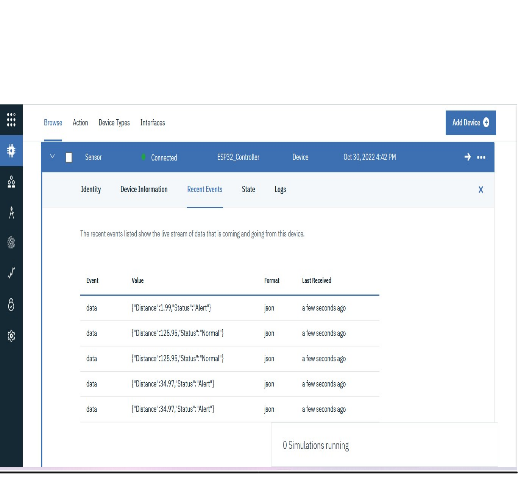 Browse Action Device Types Interfaces
Add Device
Sensor Connected ESP32_Controller Device Oct 30, 2022 4:42 PM
Identity Device Information Recent Events State Logs X
The recent events listed show the live stream of data that is coming and going from this device.
Event Value Format Last Received
data {"Distance":1.99,"Status":"Alert"} json a few seconds ago
data {"Distance":125.95,"Status":"Normal"} json a few seconds ago
data {"Distance":125.95,"Status":"Normal"} json a few seconds ago
data {"Distance":34.97,"Status":"Alert"} json a few seconds ago
data {"Distance":34.97,"Status":"Alert"} json a few seconds ago
0 Simulations running